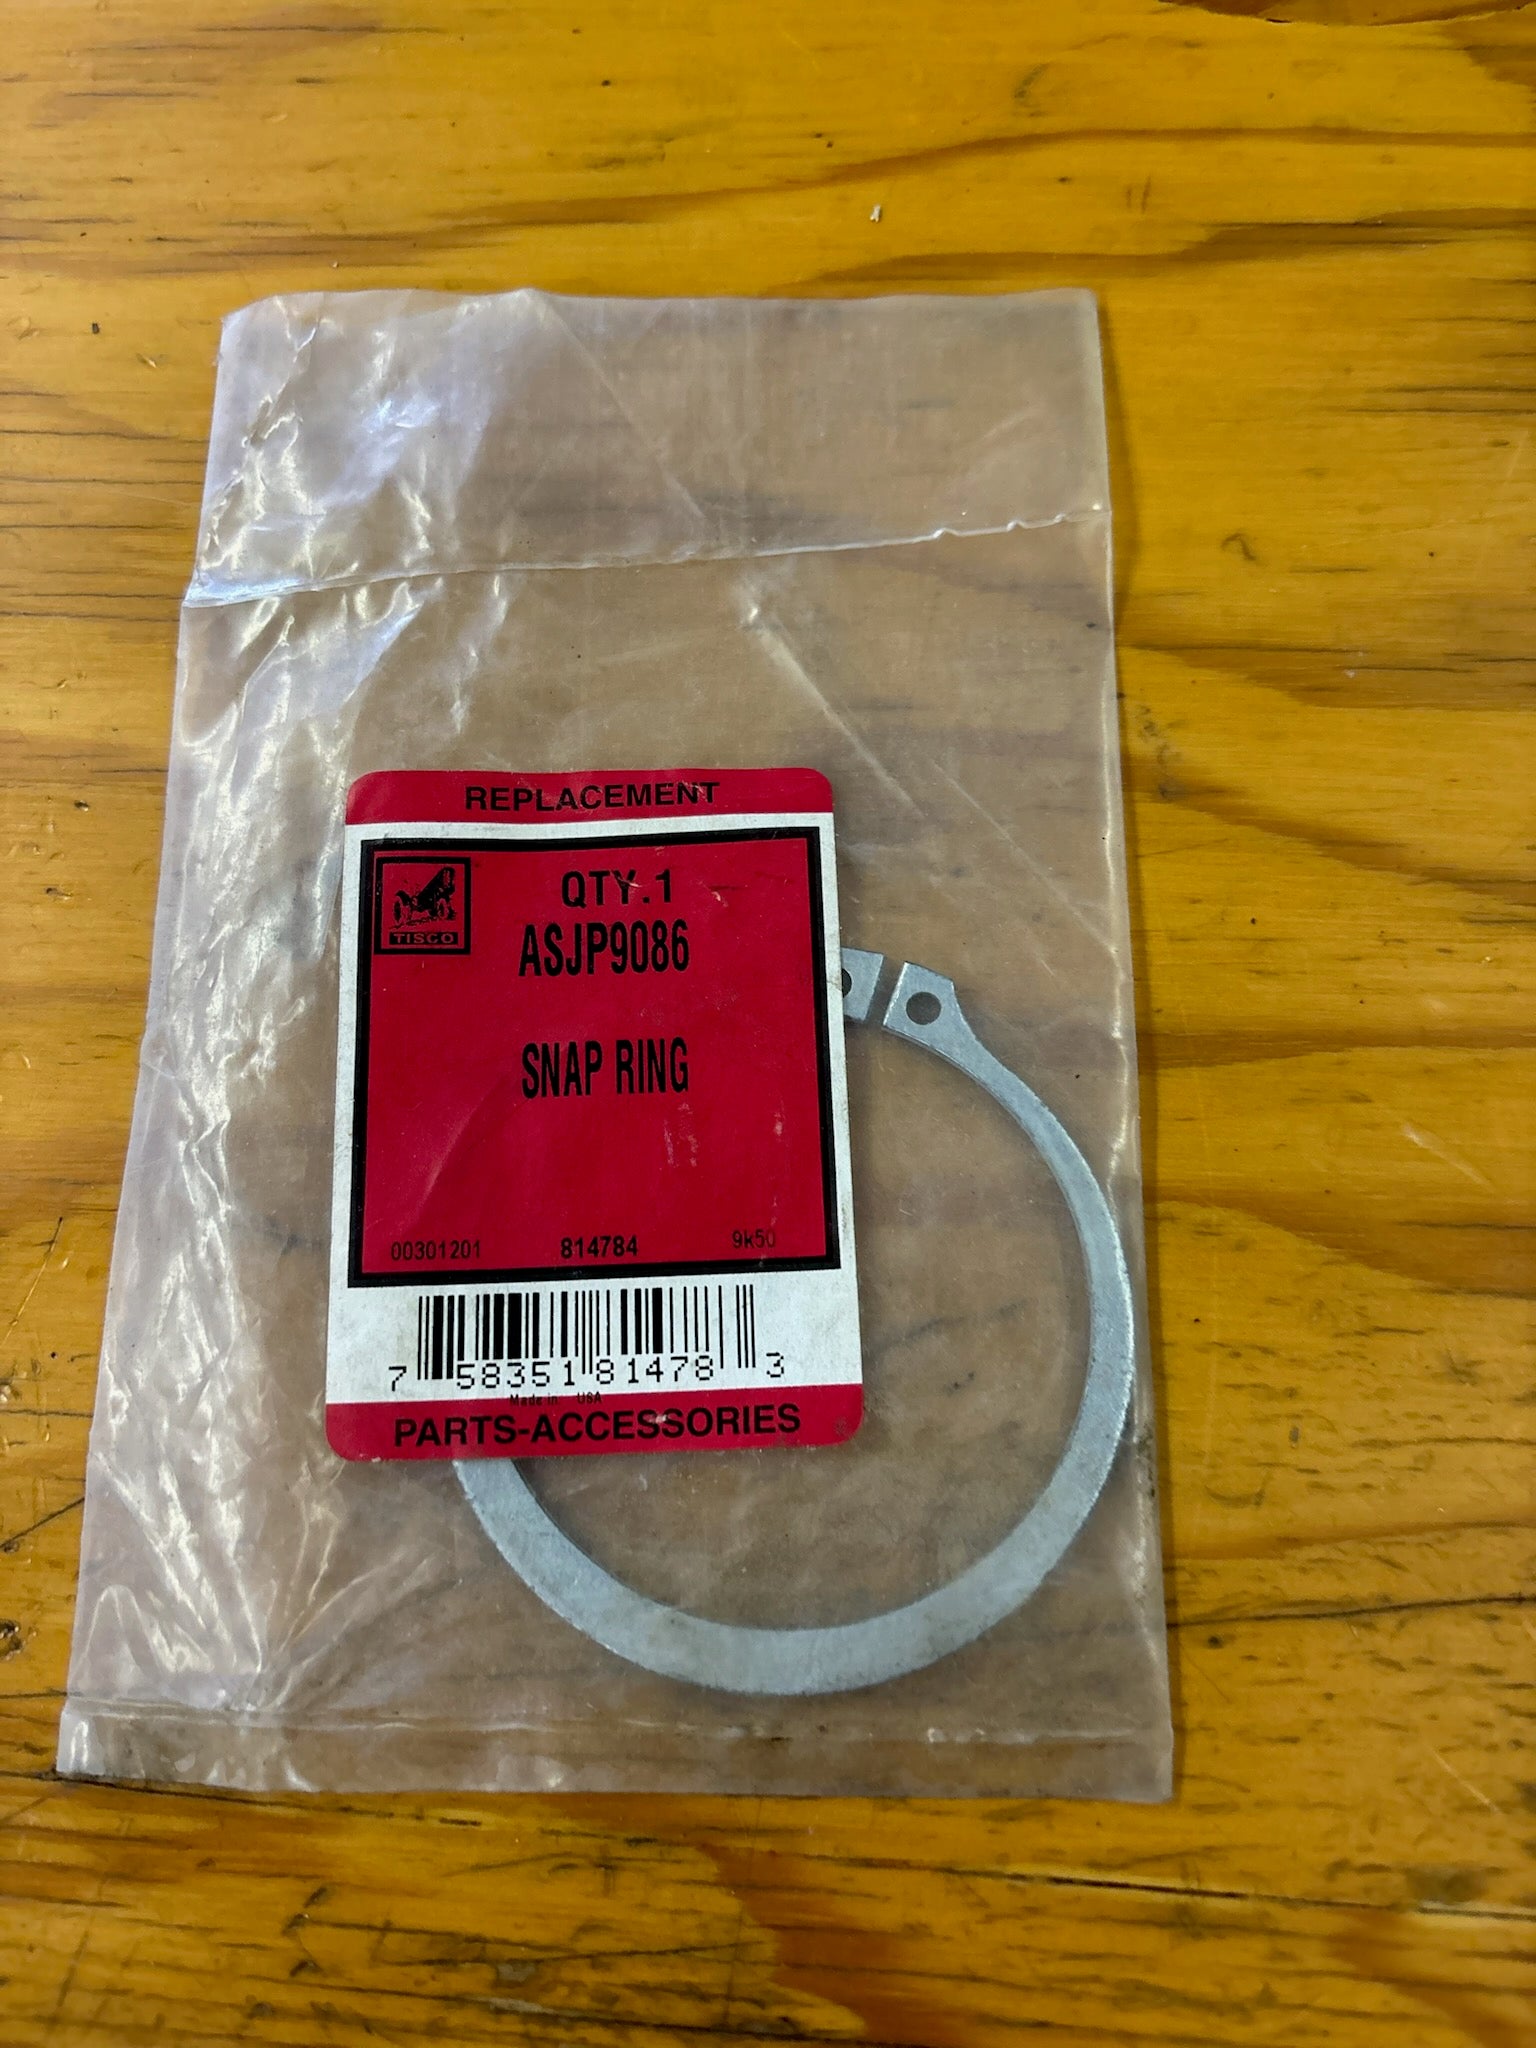 REPLACEMENT
TISCO
QTY.1
ASJP9086
SNAP RING
00301201 814784 9k50
7 58351 81478 3
Made in USA
PARTS-ACCESSORIES